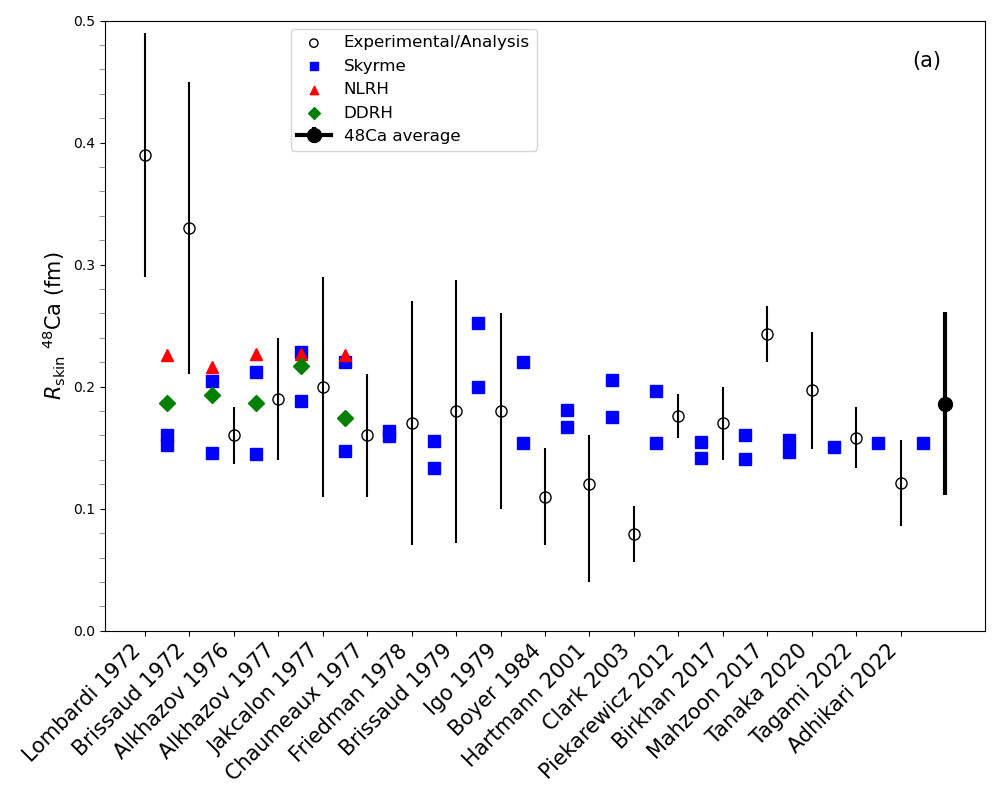 0.5
0.4
0.3
0.2
0.1
0.0
R_skin ^48Ca (fm)
Experimental/Analysis
Skyrme
NLRH
DDRH
48Ca average
(a)
Lombardi 1972
Brissaud 1972
Alkhazov 1976
Alkhazov 1977
Jakcalon 1977
Chaumeaux 1977
Friedman 1978
Brissaud 1979
Igo 1979
Boyer 1984
Hartmann 2001
Clark 2003
Piekarewicz 2012
Birkhan 2017
Mahzoon 2017
Tanaka 2020
Tagami 2022
Adhikari 2022